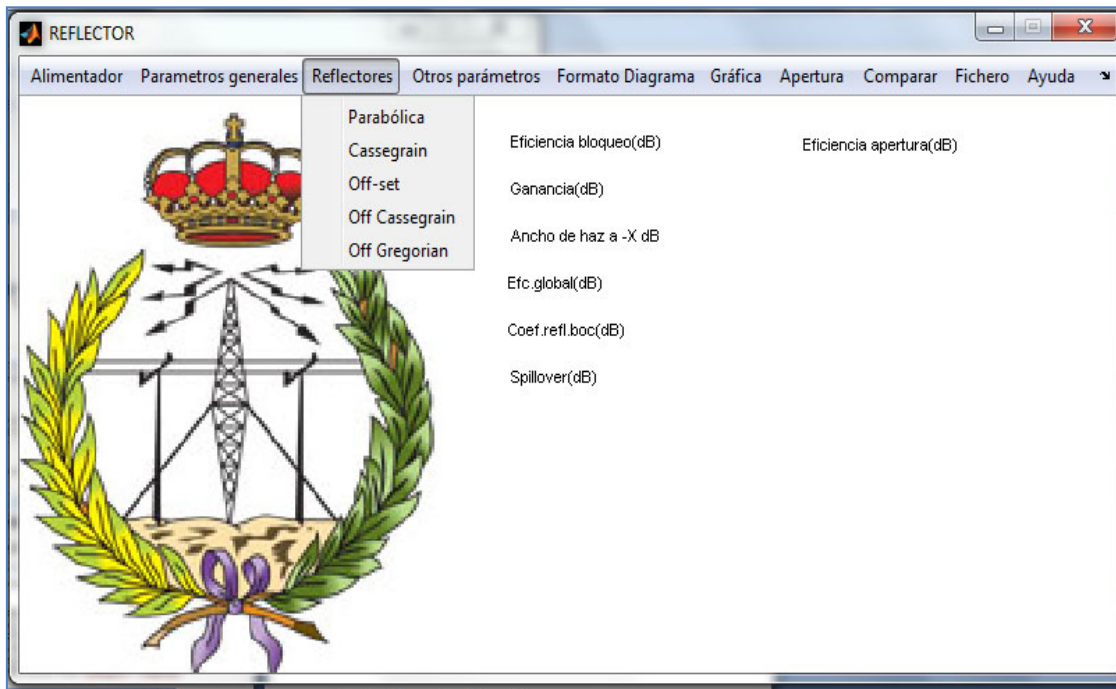 REFLECTOR
Alimentador Parametros generales Reflectores Otros parámetros Formato Diagrama Gráfica Apertura Comparar Fichero Ayuda
Parabólica
Cassegrain
Off-set
Off Cassegrain
Off Gregorian
Eficiencia bloqueo(dB) Eficiencia apertura(dB)
Ganancia(dB)
Ancho de haz a -X dB
Efc.global(dB)
Coef.refl.boc(dB)
Spillover(dB)